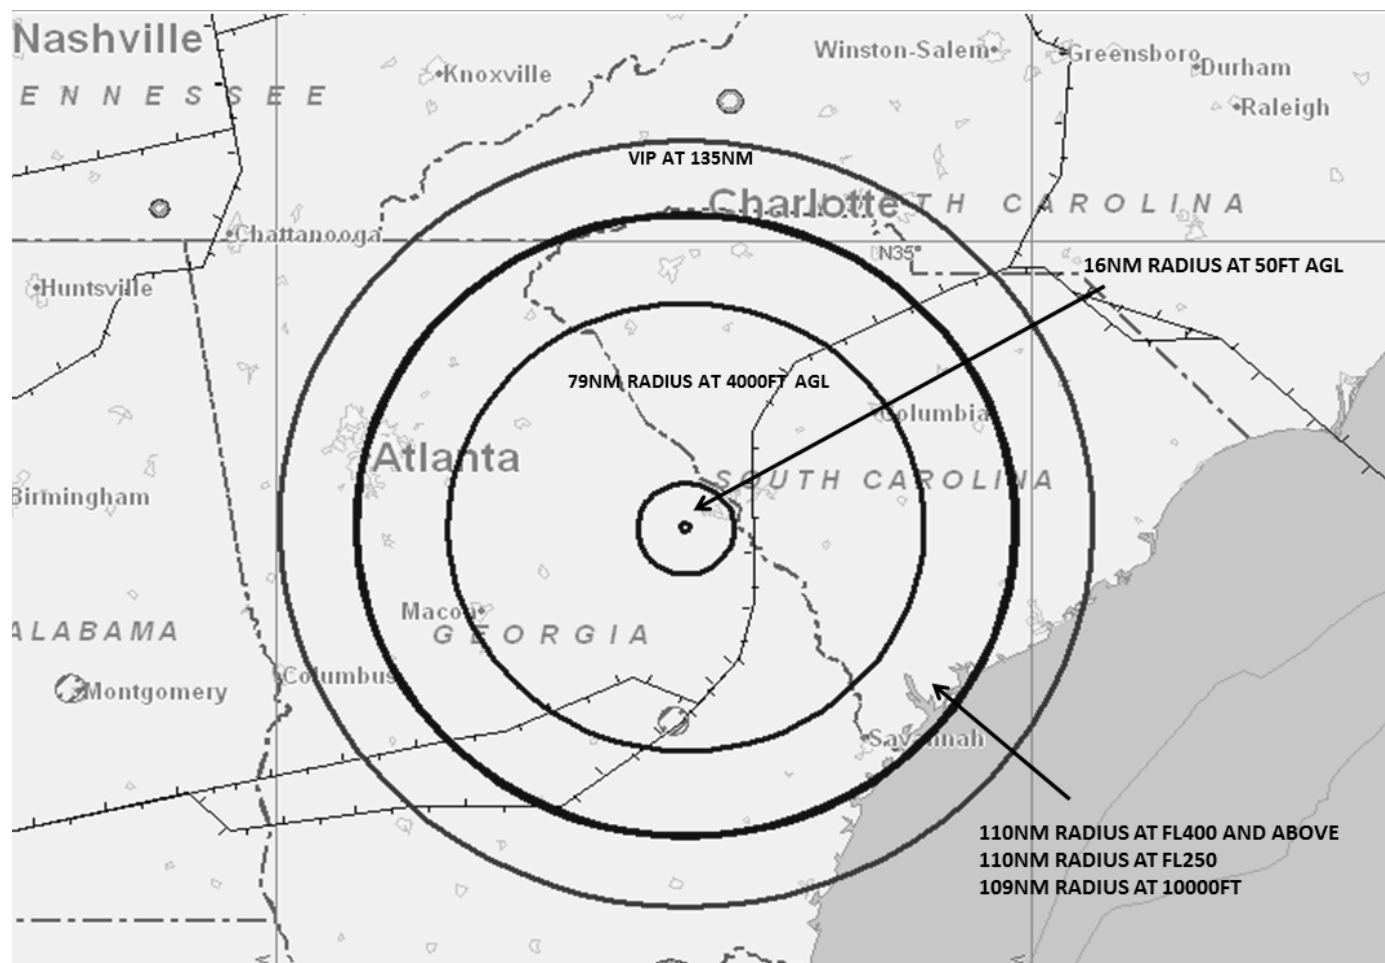 Nashville
Winston-Salem
Greensboro
Knoxville
Durham
ENNESSEE
Raleigh
VIP AT 135NM
Charlotte
TH CAROLINA
Chattanooga
N35°
16NM RADIUS AT 50FT AGL
Huntsville
79NM RADIUS AT 4000FT AGL
Columbia
Atlanta
SOUTH CAROLINA
Birmingham
Macon
ALABAMA
GEORGIA
Columbus
Montgomery
Savannah
110NM RADIUS AT FL400 AND ABOVE
110NM RADIUS AT FL250
109NM RADIUS AT 10000FT